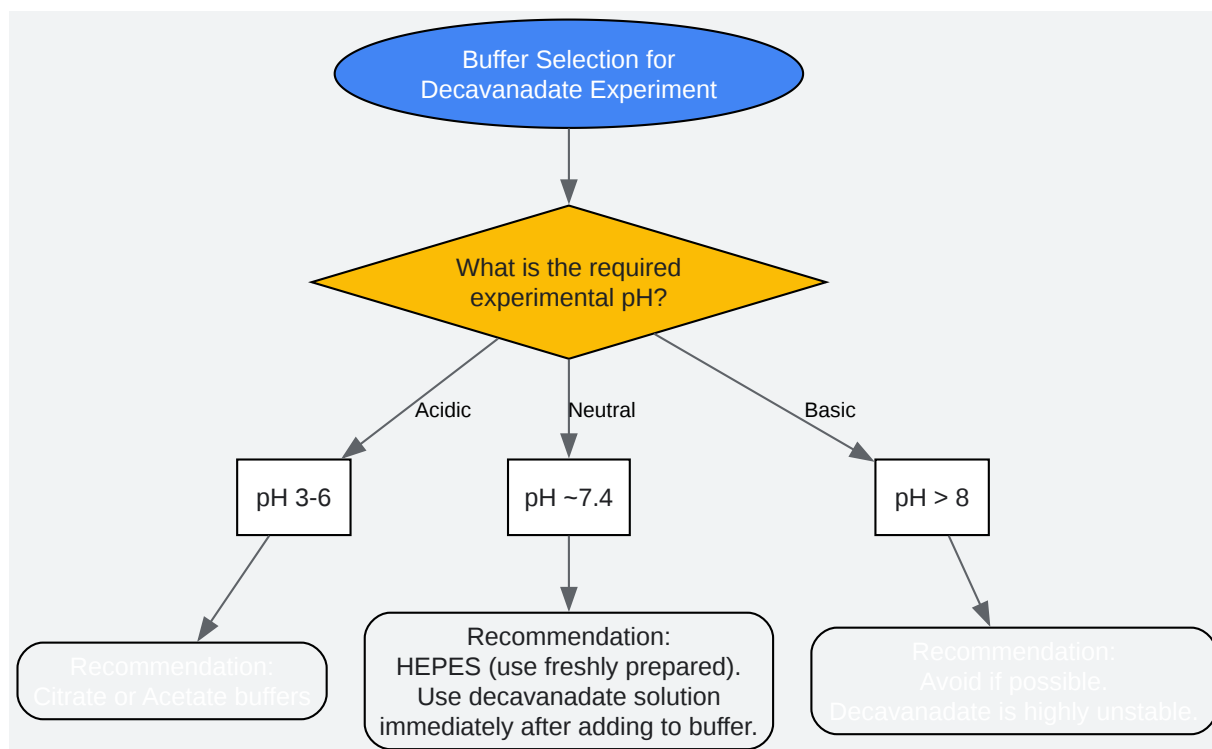 Buffer Selection for
Decavanadate Experiment
What is the required
experimental pH?
Acidic
Neutral
Basic
pH 3-6
pH ~7.4
pH > 8
Recommendation:
Citrate or Acetate buffers
Recommendation:
HEPES (use freshly prepared).
Use decavanadate solution
immediately after adding to buffer.
Recommendation:
Avoid if possible.
Decavanadate is highly unstable.